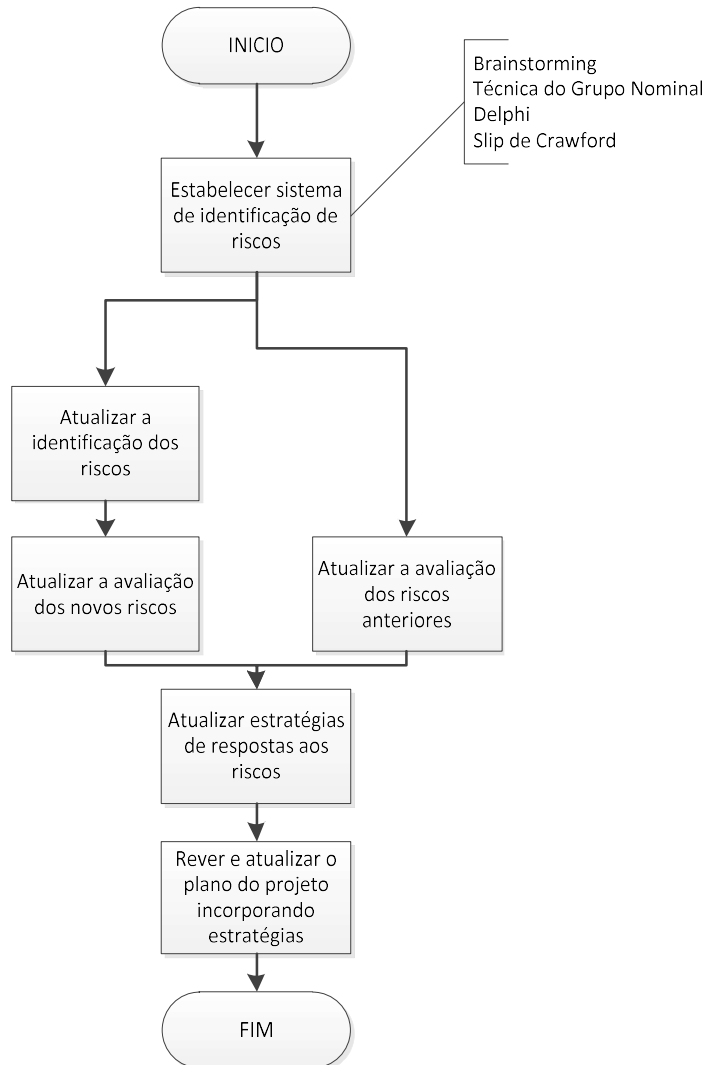 INICIO
Brainstorming
Técnica do Grupo Nominal
Delphi
Slip de Crawford
Estabelecer sistema
de identificação de
riscos
Atualizar a
identificação dos
riscos
Atualizar a avaliação
dos novos riscos
Atualizar a avaliação
dos riscos
anteriores
Atualizar estratégias
de respostas aos
riscos
Rever e atualizar o
plano do projeto
incorporando
estratégias
FIM